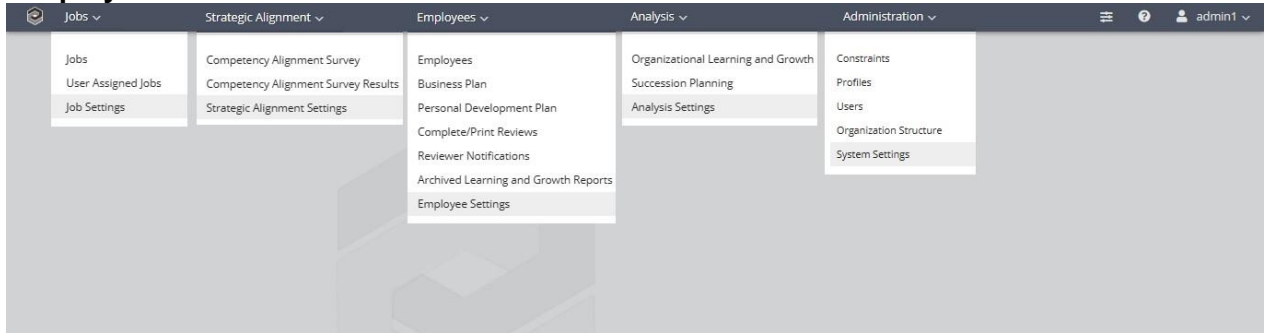 Jobs
Strategic Alignment
Employees
Analysis
Administration
admin1
Jobs
User Assigned Jobs
Job Settings
Competency Alignment Survey
Competency Alignment Survey Results
Strategic Alignment Settings
Employees
Business Plan
Personal Development Plan
Complete/Print Reviews
Reviewer Notifications
Archived Learning and Growth Reports
Employee Settings
Organizational Learning and Growth
Succession Planning
Analysis Settings
Constraints
Profiles
Users
Organization Structure
System Settings